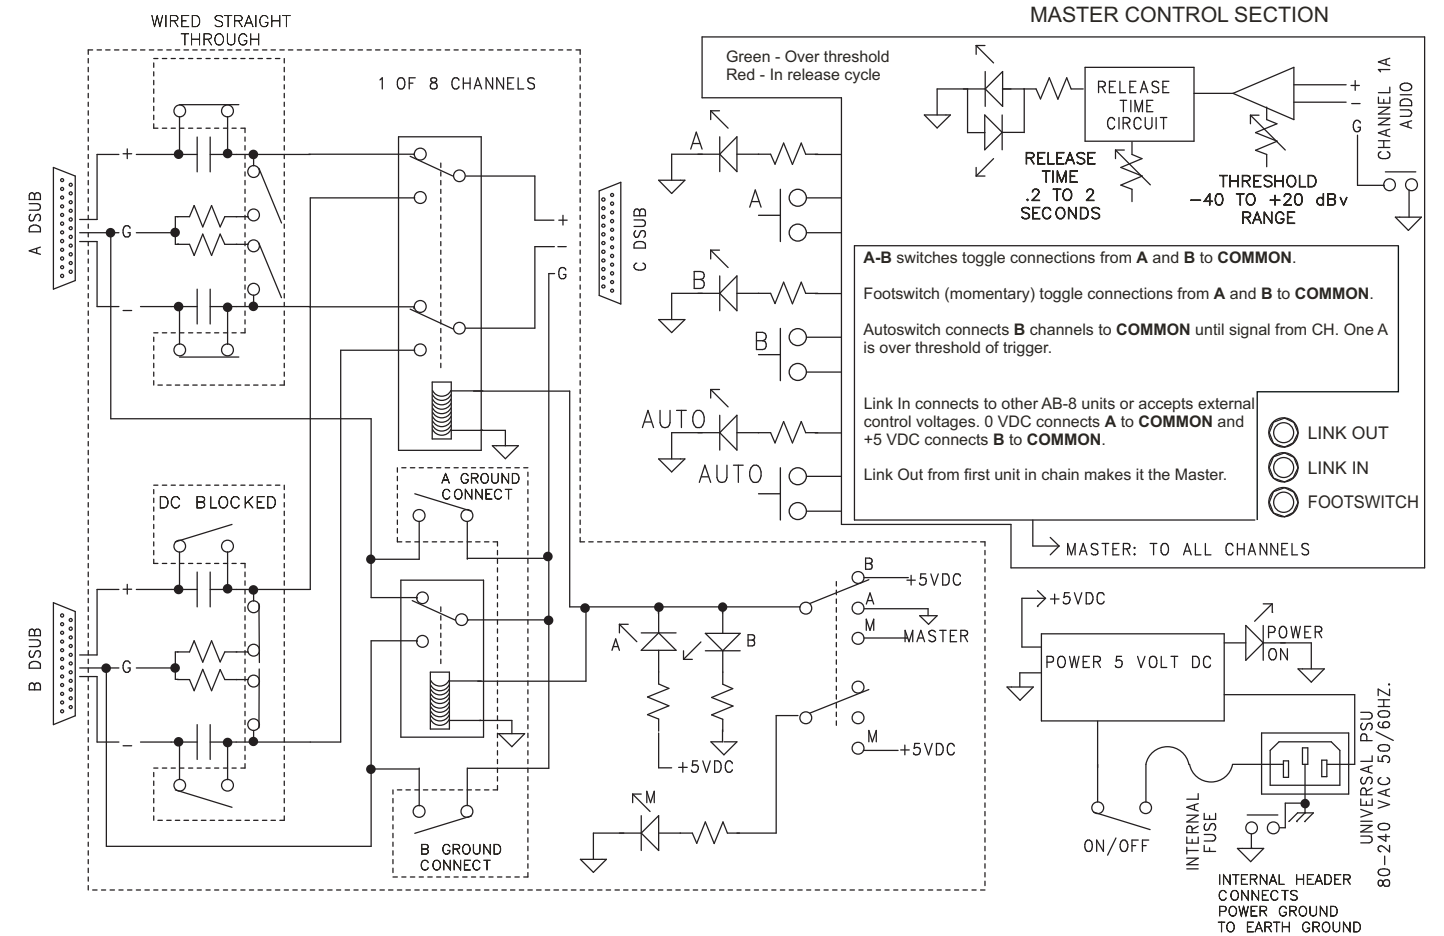 MASTER CONTROL SECTION
WIRED STRAIGHT
THROUGH
1 OF 8 CHANNELS
+
G
−
A DSUB
+
−
G
C DSUB
DC BLOCKED
+
G
−
B DSUB
A GROUND
CONNECT
B GROUND
CONNECT
A
B
+5VDC
M
B
+5VDC
A
M
MASTER
M
+5VDC
Green - Over threshold
Red - In release cycle
A
A
B
B
AUTO
AUTO
RELEASE
TIME
CIRCUIT
RELEASE
TIME
.2 TO 2
SECONDS
THRESHOLD
−40 TO +20 dBv
RANGE
+
−
G
CHANNEL 1A
AUDIO
A-B switches toggle connections from A and B to COMMON.
Footswitch (momentary) toggle connections from A and B to COMMON.
Autoswitch connects B channels to COMMON until signal from CH. One A
is over threshold of trigger.
Link In connects to other AB-8 units or accepts external
control voltages. 0 VDC connects A to COMMON and
+5 VDC connects B to COMMON.
Link Out from first unit in chain makes it the Master.
LINK OUT
LINK IN
FOOTSWITCH
MASTER: TO ALL CHANNELS
+5VDC
POWER 5 VOLT DC
POWER
ON
ON/OFF
INTERNAL
FUSE
UNIVERSAL PSU
80−240 VAC 50/60HZ.
INTERNAL HEADER
CONNECTS
POWER GROUND
TO EARTH GROUND